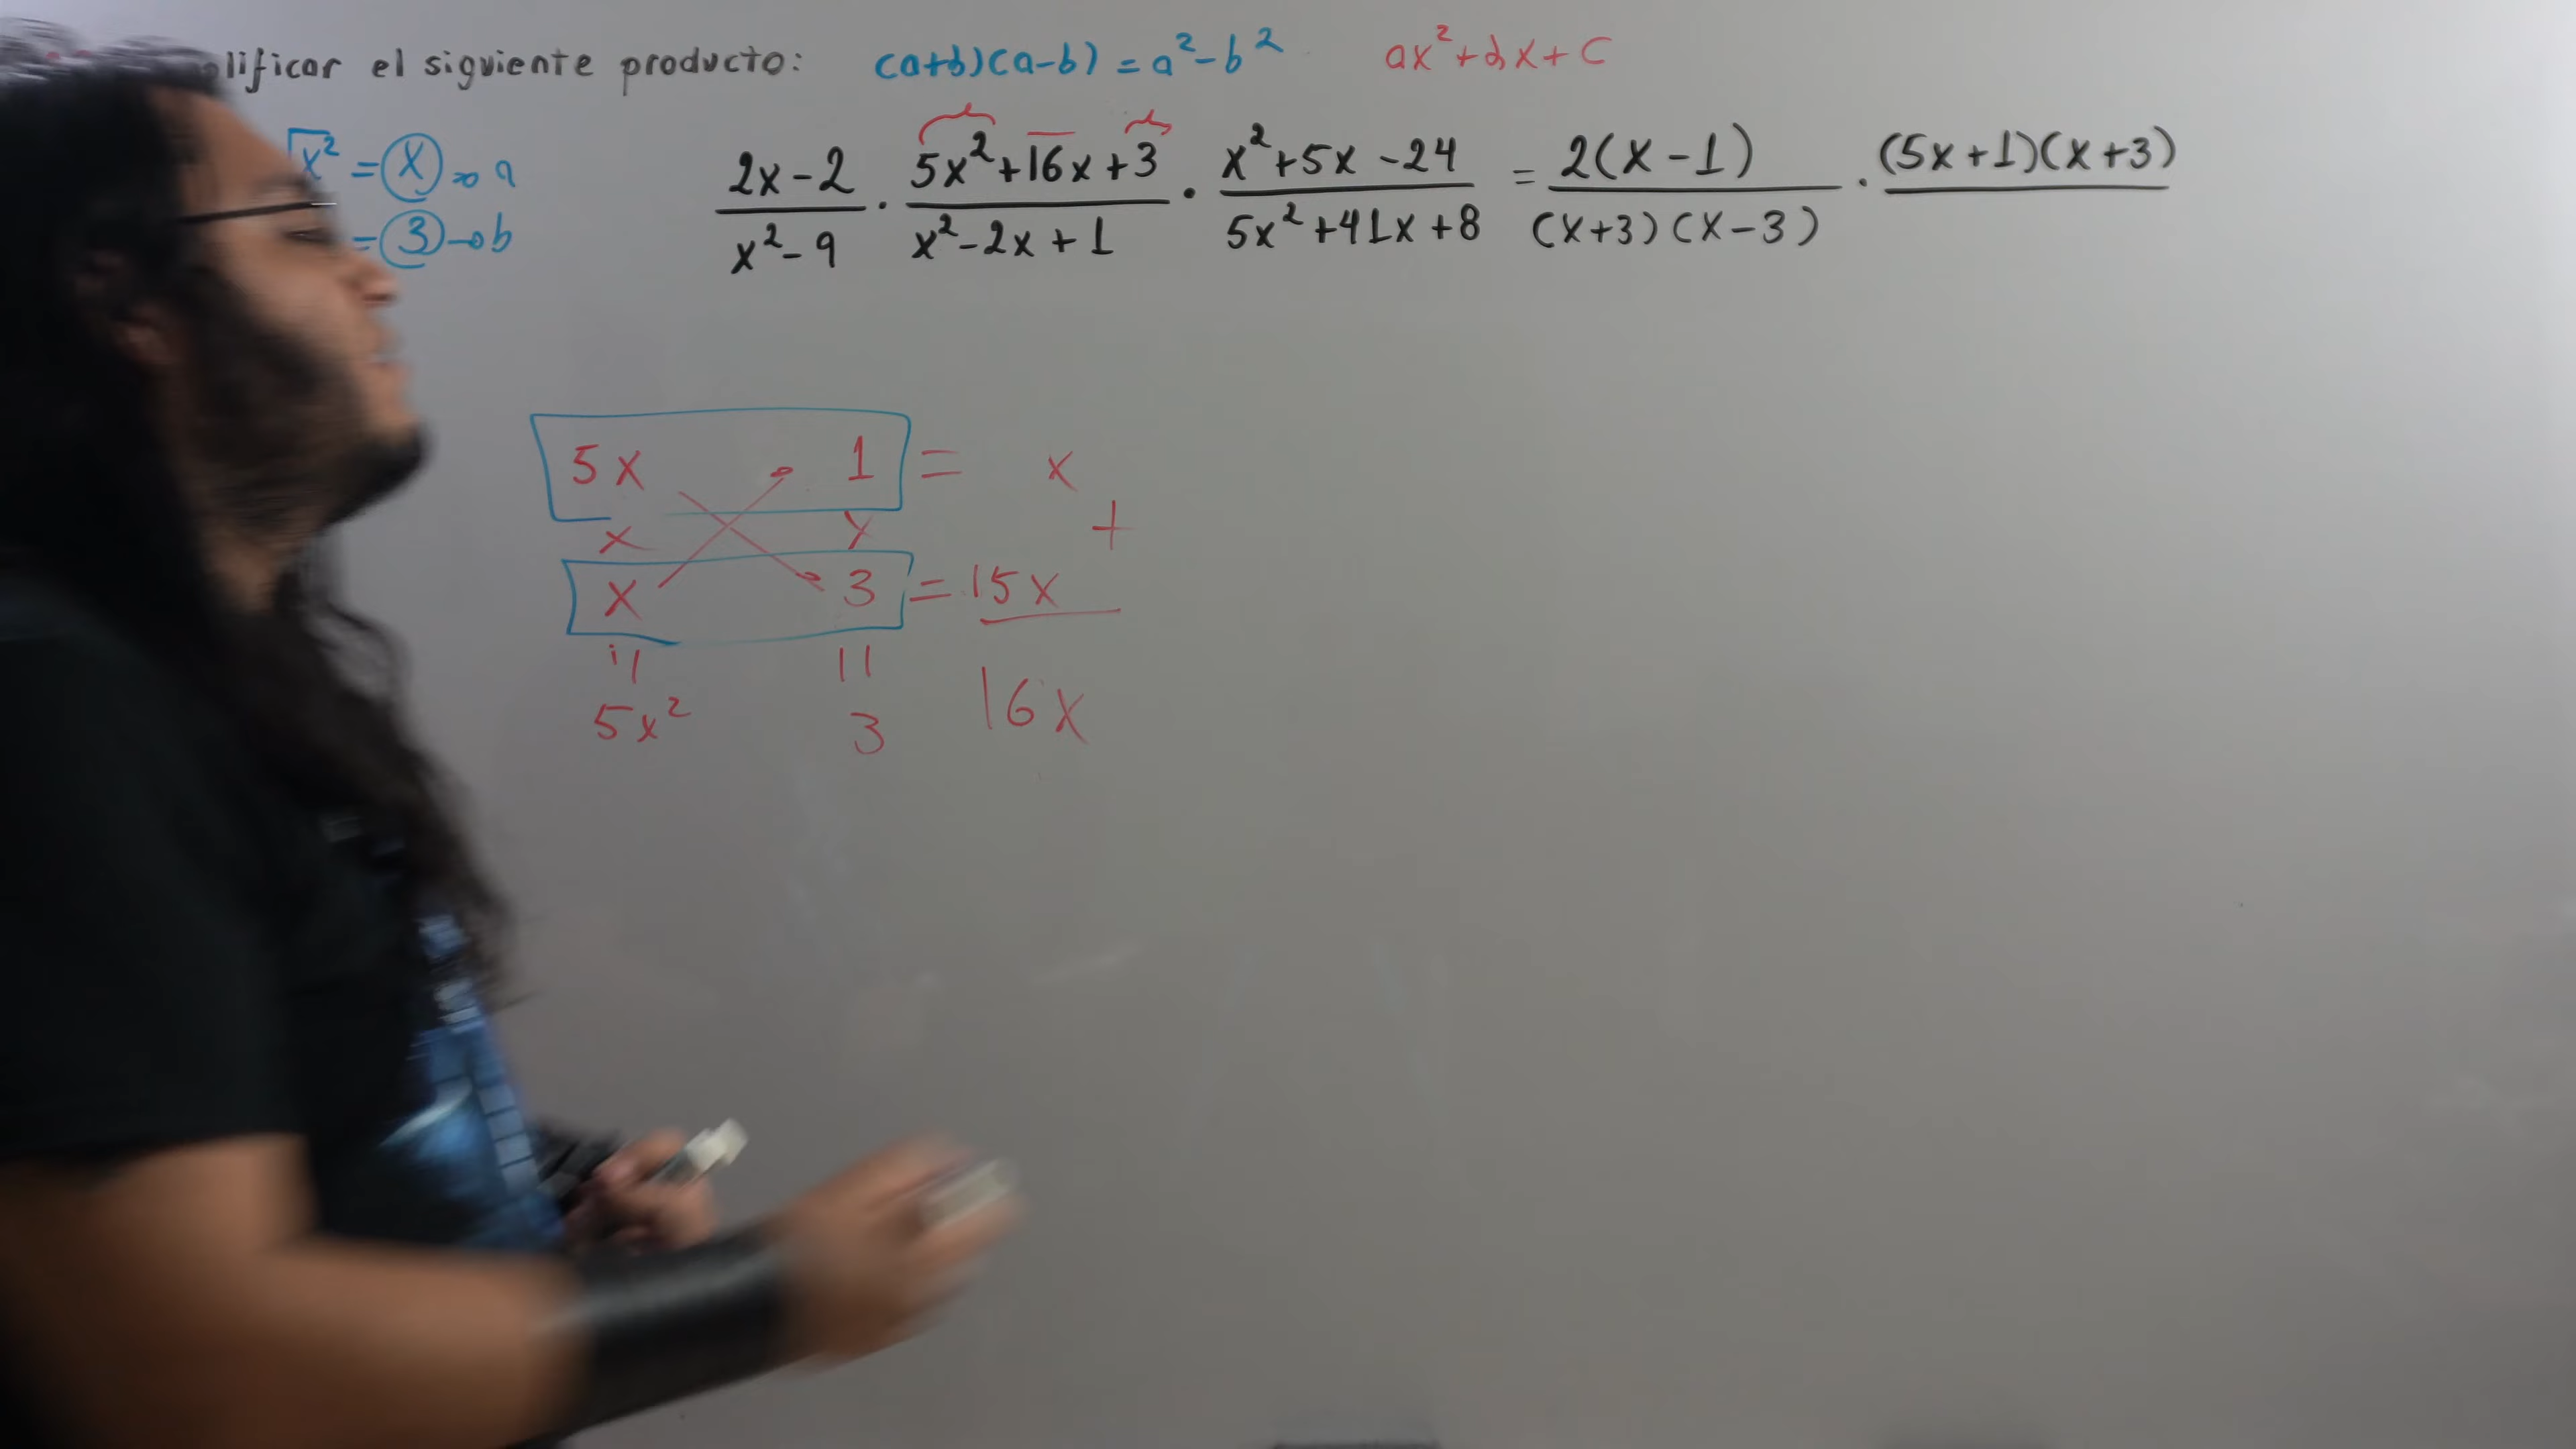 el siguiente producto: (a+b)(a-b) = a²-b² ax²+bx+c
√x² = x → a
= 3 → b
2x-2 / x²-9 · 5x²+16x+3 / x²-2x+1 · x²+5x-24 / 5x²+41x+8 = 2(x-1) / (x+3)(x-3) · (5x+1)(x+3) /
5x 1 = x
x x +
x 3 = 15x
11 11
5x² 3 16x